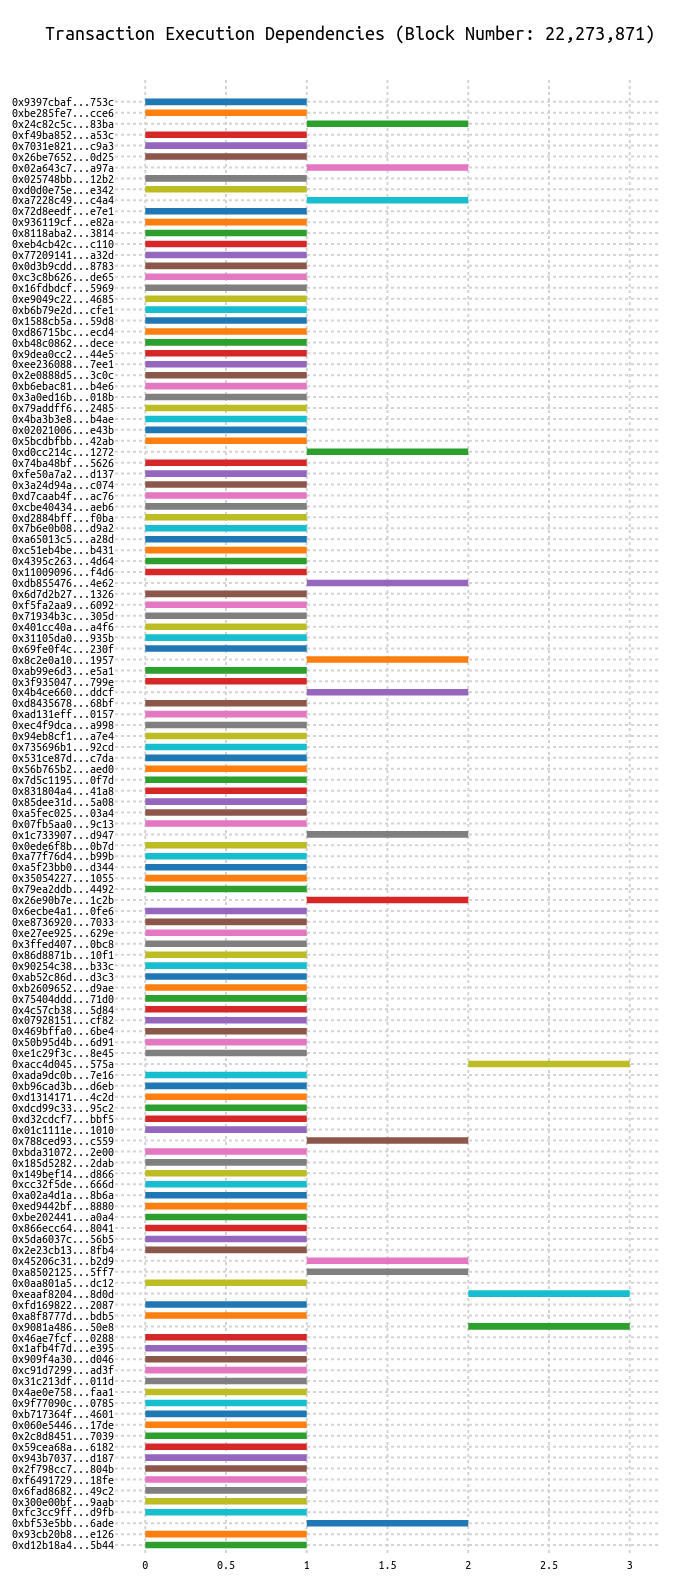 Transaction Execution Dependencies (Block Number: 22,273,871)
0x9397cbaf...753c
0xbe285fe7...cce6
0x24c82c5c...83ba
0xf49ba852...a53c
0x7031e821...c9a3
0x26be7652...0d25
0x02a643c7...a97a
0x025748bb...12b2
0xd0d0e75e...e342
0xa7228c49...c4a4
0x72d8eedf...e7e1
0x936119cf...e82a
0x8118aba2...3814
0xeb4cb42c...c110
0x77209141...a32d
0x0d3b9cdd...8783
0xc3c8b626...de65
0x16fdbdcf...5969
0xe9049c22...4685
0xb6b79e2d...cfe1
0x1588cb5a...59d8
0xd86715bc...ecd4
0xb48c0862...dece
0x9dea0cc2...44e5
0xee236088...7ee1
0x2e0888d5...3c0c
0xb6ebac81...b4e6
0x3a0ed16b...018b
0x79addff6...2485
0x4ba3b3e8...b4ae
0x02021006...e43b
0x5bcdbfbb...42ab
0xd0cc214c...1272
0x74ba48bf...5626
0xfe50a7a2...d137
0x3a24d94a...c074
0xd7caab4f...ac76
0xcbe40434...aeb6
0xd2884bff...f0ba
0x7b6e0b08...d9a2
0xa65013c5...a28d
0xc51eb4be...b431
0x4395c263...4d64
0x11009096...f4d6
0xdb855476...4e62
0x6d7d2b27...1326
0xf5fa2aa9...6092
0x71934b3c...305d
0x401cc40a...a4f6
0x31105da0...935b
0x69fe0f4c...230f
0x8c2e0a10...1957
0xab99e6d3...e5a1
0x3f935047...799e
0x4b4ce660...ddcf
0xd8435678...68bf
0xad131eff...0157
0xec4f9dca...a998
0x94eb8cf1...a7e4
0x735696b1...92cd
0x531ce87d...c7da
0x56b765b2...aed0
0x7d5c1195...0f7d
0x831804a4...41a8
0x85dee31d...5a08
0xa5fec025...03a4
0x07fb5aa0...9c13
0x1c733907...d947
0x0ede6f8b...0b7d
0xa77f76d4...b99b
0xa5f23bb0...d344
0x35054227...1055
0x79ea2ddb...4492
0x26e90b7e...1c2b
0x6ecbe4a1...0fe6
0xe8736920...7033
0xe27ee925...629e
0x3ffed407...0bc8
0x86d8871b...10f1
0x90254c38...b33c
0xab52c86d...d3c3
0xb2609652...d9ae
0x75404ddd...71d0
0x4c57cb38...5d84
0x07928151...cf82
0x469bffa0...6be4
0x50b95d4b...6d91
0xe1c29f3c...8e45
0xacc4d045...575a
0xada9dc0b...7e16
0xb96cad3b...d6eb
0xd1314171...4c2d
0xdcd99c33...95c2
0xd32cdcf7...bbf5
0x01c1111e...1010
0x788ced93...c559
0xbda31072...2e00
0x185d5282...2dab
0x149bef14...d866
0xcc32f5de...666d
0xa02a4d1a...8b6a
0xed9442bf...8880
0xbe202441...a0a4
0x866ecc64...8041
0x5da6037c...56b5
0x2e23cb13...8fb4
0x45206c31...b2d9
0xa8502125...5ff7
0x0aa801a5...dc12
0xeaaf8204...8d0d
0xfd169822...2087
0xa8f8777d...bdb5
0x9081a486...50e8
0x46ae7fcf...0288
0x1afb4f7d...e395
0x909f4a30...d046
0xc91d7299...ad3f
0x31c213df...011d
0x4ae0e758...faa1
0x9f77090c...0785
0xb717364f...4601
0x060e5446...17de
0x2c8d8451...7039
0x59cea68a...6182
0x943b7037...d187
0x2f798cc7...804b
0xf6491729...18fe
0x6fad8682...49c2
0x300e00bf...9aab
0xfc3cc9ff...d9fb
0xbf53e5bb...6ade
0x93cb20b8...e126
0xd12b18a4...5b44
0 0.5 1 1.5 2 2.5 3